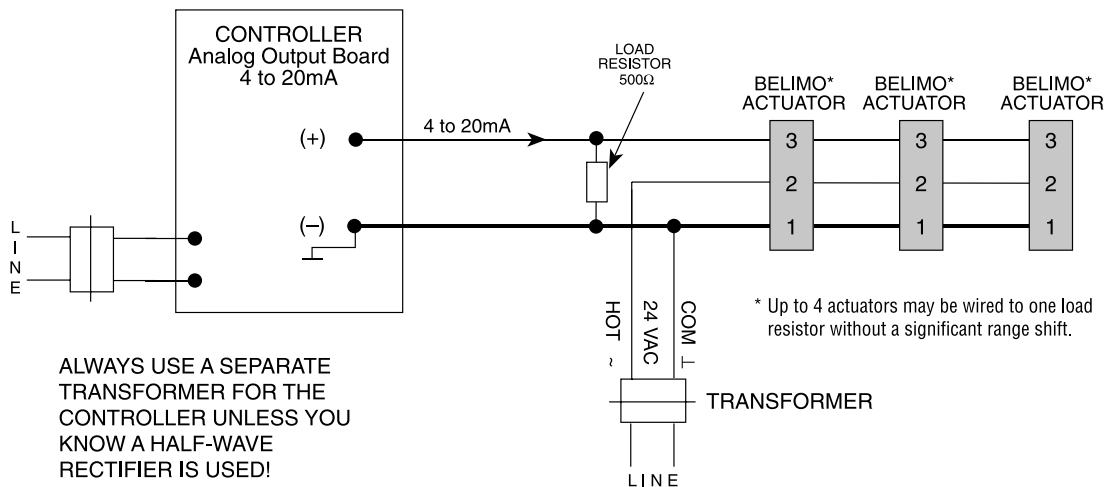 CONTROLLER
Analog Output Board
4 to 20mA
(+)
(–)
L
I
N
E
4 to 20mA
LOAD
RESISTOR
500Ω
BELIMO*
ACTUATOR
3
2
1
BELIMO*
ACTUATOR
3
2
1
BELIMO*
ACTUATOR
3
2
1
HOT ~
24 VAC
COM ⊥
* Up to 4 actuators may be wired to one load
resistor without a significant range shift.
TRANSFORMER
LINE
ALWAYS USE A SEPARATE
TRANSFORMER FOR THE
CONTROLLER UNLESS YOU
KNOW A HALF-WAVE
RECTIFIER IS USED!